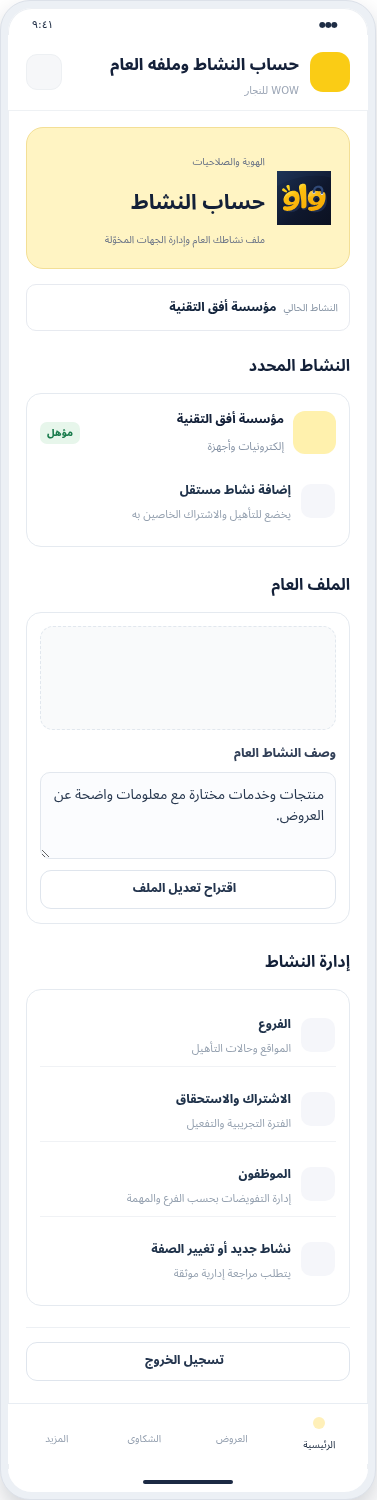 ٩:٤١
حساب النشاط وملفه العام
WOW للتجار
الهوية والصلاحيات
واو
حساب النشاط
ملف نشاطك العام وإدارة الجهات المخوّلة
النشاط الحالي مؤسسة أفق التقنية
النشاط المحدد
مؤسسة أفق التقنية
إلكترونيات وأجهزة
مؤهل
إضافة نشاط مستقل
يخضع للتأهيل والاشتراك الخاصين به
الملف العام
وصف النشاط العام
منتجات وخدمات مختارة مع معلومات واضحة عن
العروض.
اقتراح تعديل الملف
إدارة النشاط
الفروع
المواقع وحالات التأهيل
الاشتراك والاستحقاق
الفترة التجريبية والتفعيل
الموظفون
إدارة التفويضات بحسب الفرع والمهمة
نشاط جديد أو تغيير الصفة
يتطلب مراجعة إدارية موثقة
تسجيل الخروج
الرئيسية
العروض
الشكاوى
المزيد